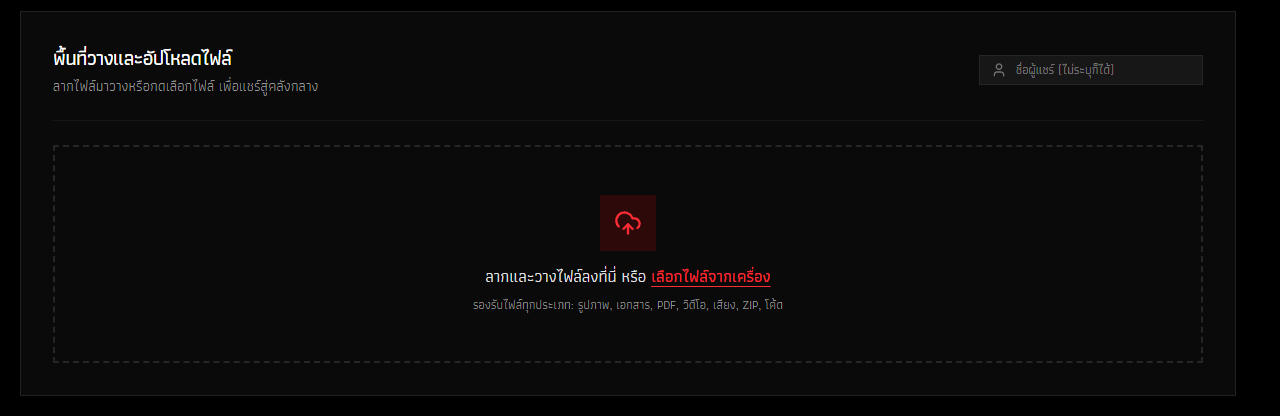 พื้นที่วางและอัปโหลดไฟล์
ลากไฟล์มาวางหรือกดเลือกไฟล์ เพื่อแชร์สู่คลังกลาง
ชื่อผู้แชร์ (ไม่ระบุก็ได้)
ลากและวางไฟล์ลงที่นี่ หรือ เลือกไฟล์จากเครื่อง
รองรับไฟล์ทุกประเภท: รูปภาพ, เอกสาร, PDF, วิดีโอ, เสียง, ZIP, โค้ด